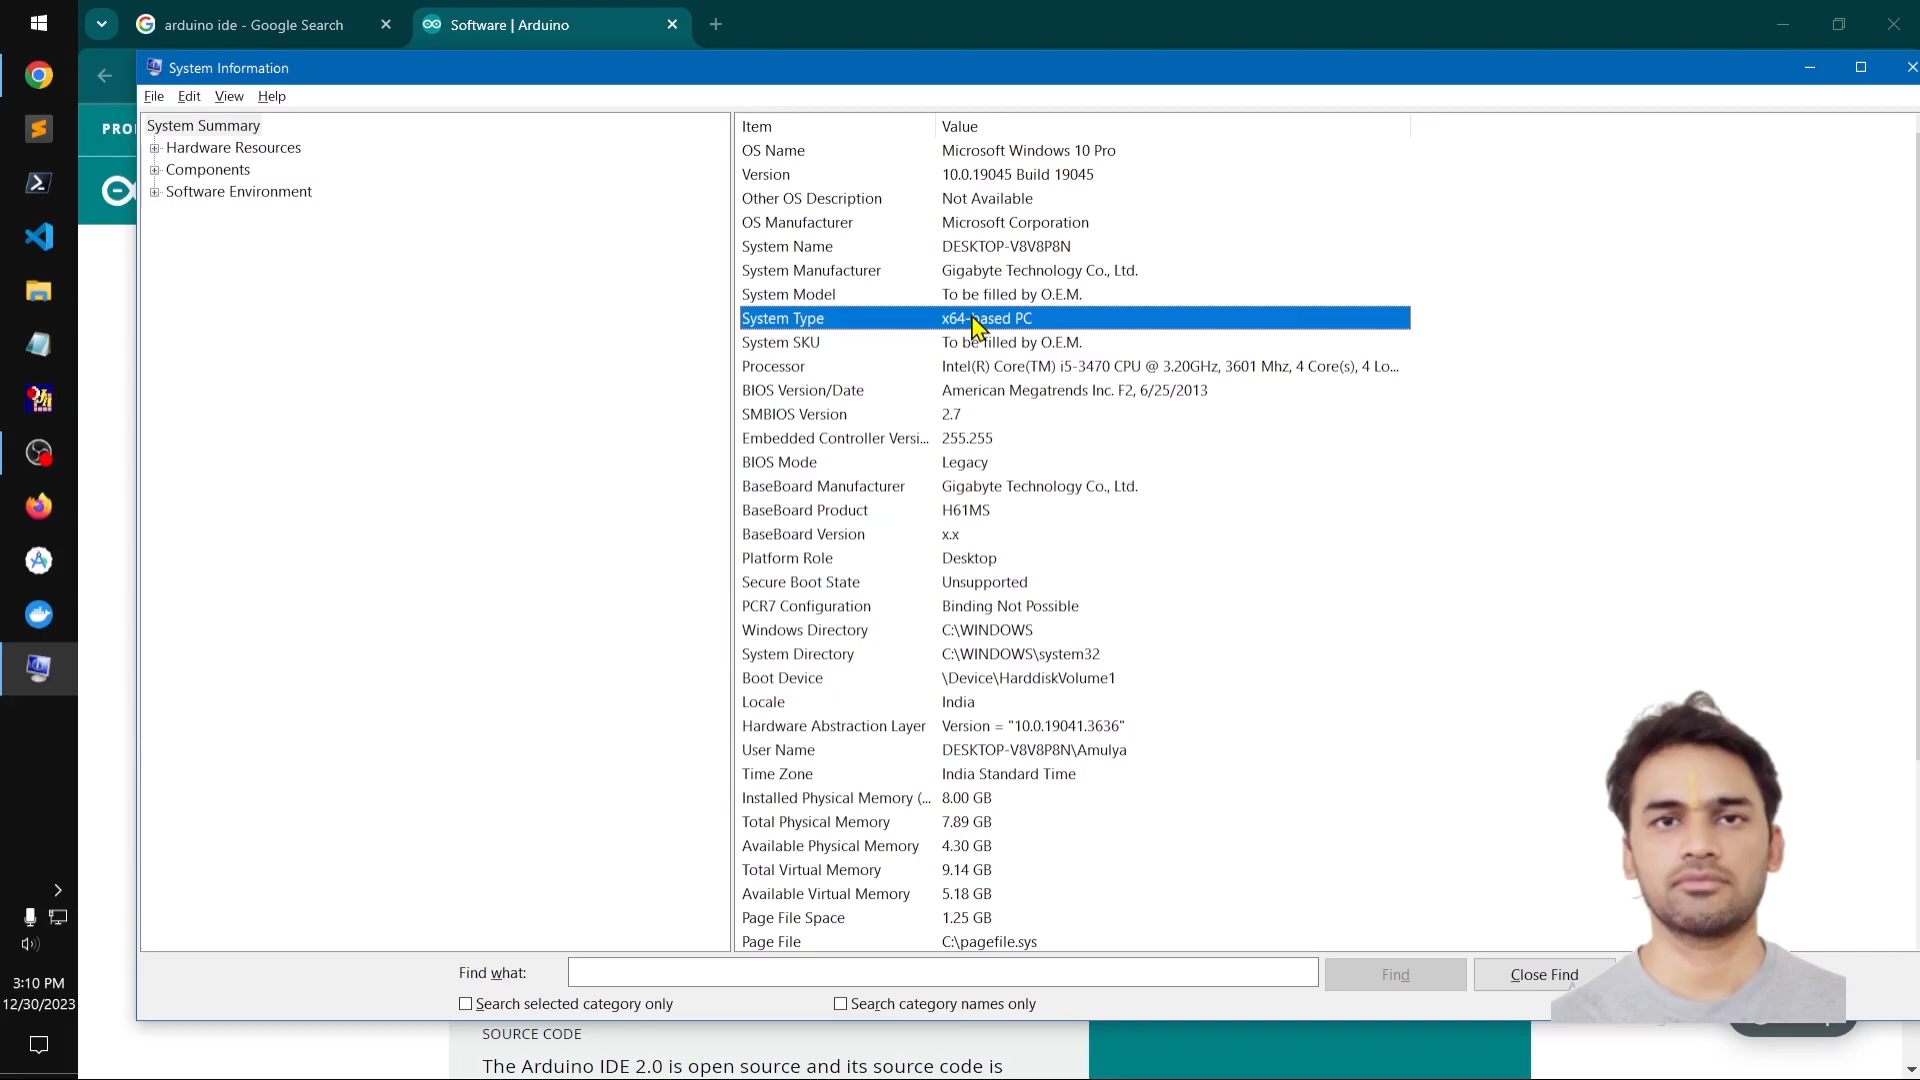 arduino ide - Google Search
Software | Arduino
System Information
File Edit View Help
PRO
System Summary
Hardware Resources
Components
Software Environment
Item Value
OS Name Microsoft Windows 10 Pro
Version 10.0.19045 Build 19045
Other OS Description Not Available
OS Manufacturer Microsoft Corporation
System Name DESKTOP-V8V8P8N
System Manufacturer Gigabyte Technology Co., Ltd.
System Model To be filled by O.E.M.
System Type x64-based PC
System SKU To be filled by O.E.M.
Processor Intel(R) Core(TM) i5-3470 CPU @ 3.20GHz, 3601 Mhz, 4 Core(s), 4 Lo...
BIOS Version/Date American Megatrends Inc. F2, 6/25/2013
SMBIOS Version 2.7
Embedded Controller Versi... 255.255
BIOS Mode Legacy
BaseBoard Manufacturer Gigabyte Technology Co., Ltd.
BaseBoard Product H61MS
BaseBoard Version x.x
Platform Role Desktop
Secure Boot State Unsupported
PCR7 Configuration Binding Not Possible
Windows Directory C:\WINDOWS
System Directory C:\WINDOWS\system32
Boot Device \Device\HarddiskVolume1
Locale India
Hardware Abstraction Layer Version = "10.0.19041.3636"
User Name DESKTOP-V8V8P8N\Amulya
Time Zone India Standard Time
Installed Physical Memory (... 8.00 GB
Total Physical Memory 7.89 GB
Available Physical Memory 4.30 GB
Total Virtual Memory 9.14 GB
Available Virtual Memory 5.18 GB
Page File Space 1.25 GB
Page File C:\pagefile.sys
Find what: Find Close Find
Search selected category only Search category names only
3:10 PM
12/30/2023
SOURCE CODE
The Arduino IDE 2.0 is open source and its source code is